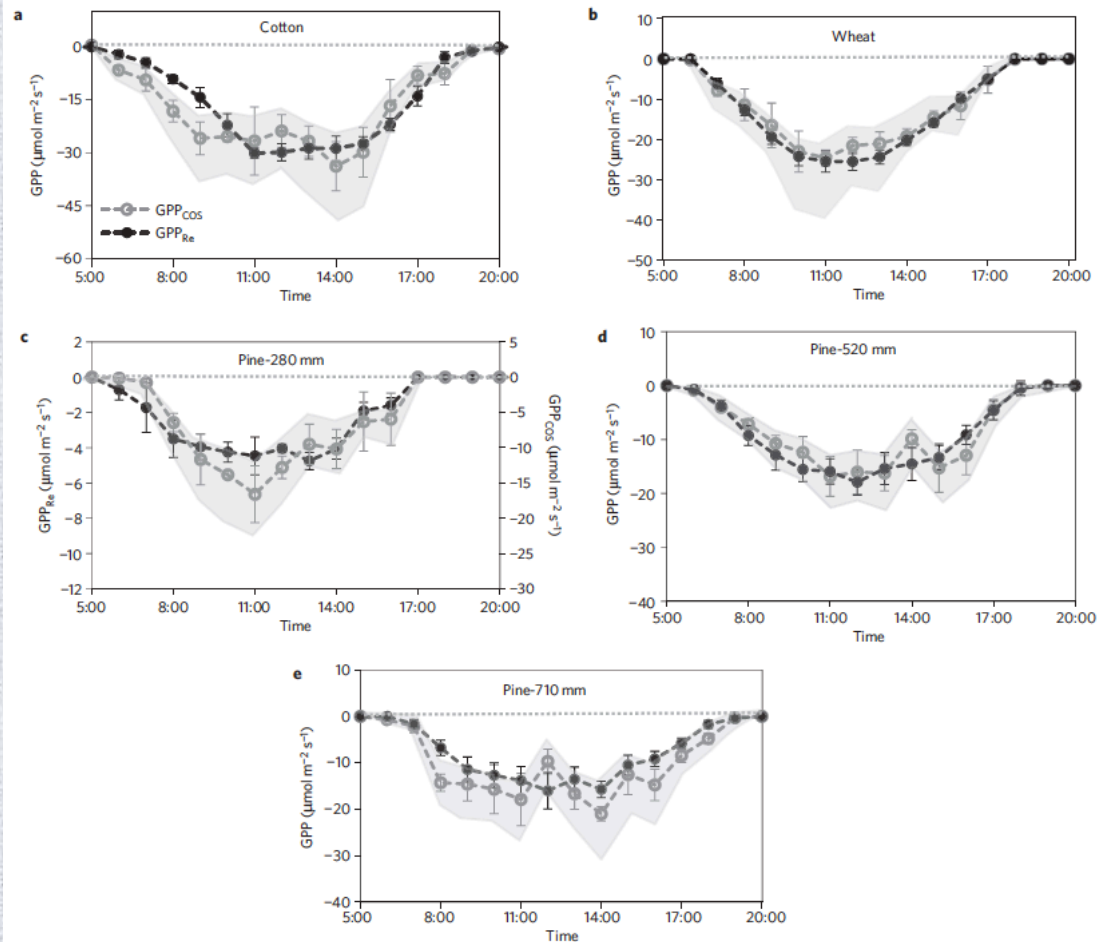 a
Cotton
0
−15
−30
−45
−60
GPP (μmol m−2 s−1)
GPPCOS
GPPRe
5:00 8:00 11:00 14:00 17:00 20:00
Time
b
Wheat
10
0
−10
−20
−30
−40
−50
GPP (μmol m−2 s−1)
5:00 8:00 11:00 14:00 17:00 20:00
Time
c
Pine-280 mm
2
0
−2
−4
−6
−8
−10
−12
GPPRe (μmol m−2 s−1)
5
0
−5
−10
−15
−20
−25
−30
GPPCOS (μmol m−2 s−1)
5:00 8:00 11:00 14:00 17:00 20:00
Time
d
Pine-520 mm
10
0
−10
−20
−30
−40
GPP (μmol m−2 s−1)
5:00 8:00 11:00 14:00 17:00 20:00
Time
e
Pine-710 mm
10
0
−10
−20
−30
−40
GPP (μmol m−2 s−1)
5:00 8:00 11:00 14:00 17:00 20:00
Time